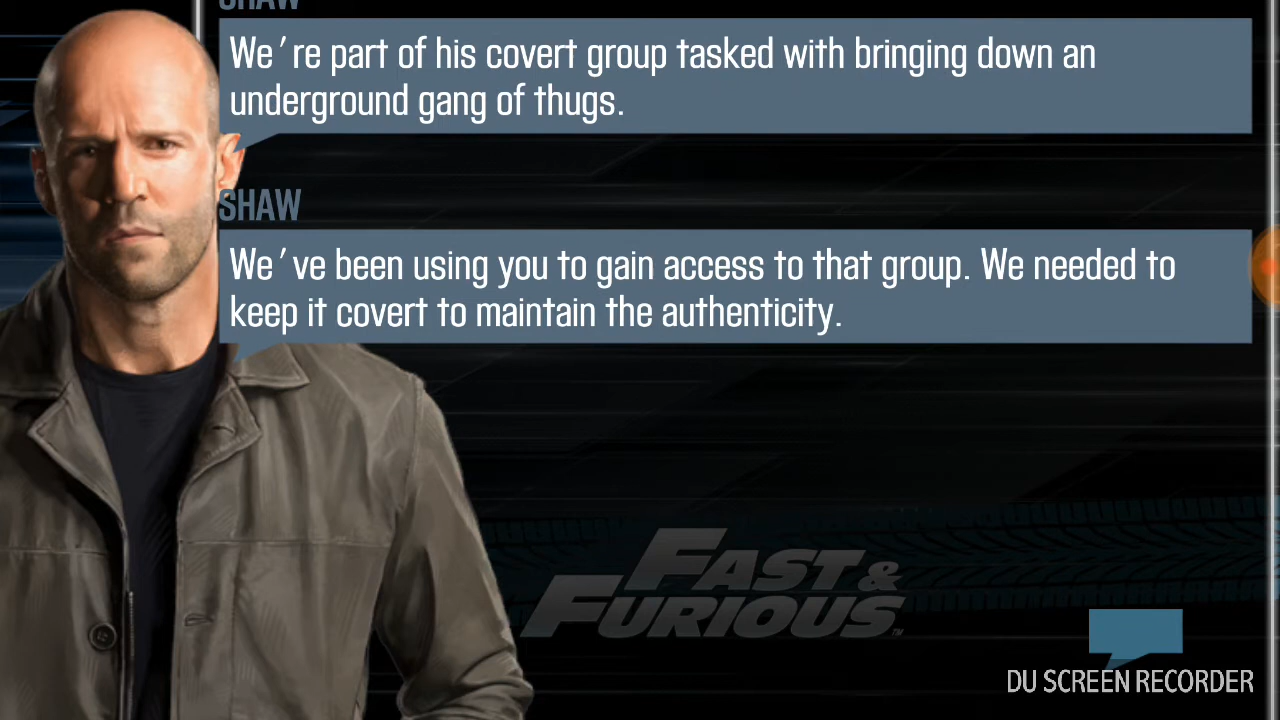 SHAW
We're part of his covert group tasked with bringing down an
underground gang of thugs.
SHAW
We've been using you to gain access to that group. We needed to
keep it covert to maintain the authenticity.
FAST &
FURIOUS™
DU SCREEN RECORDER